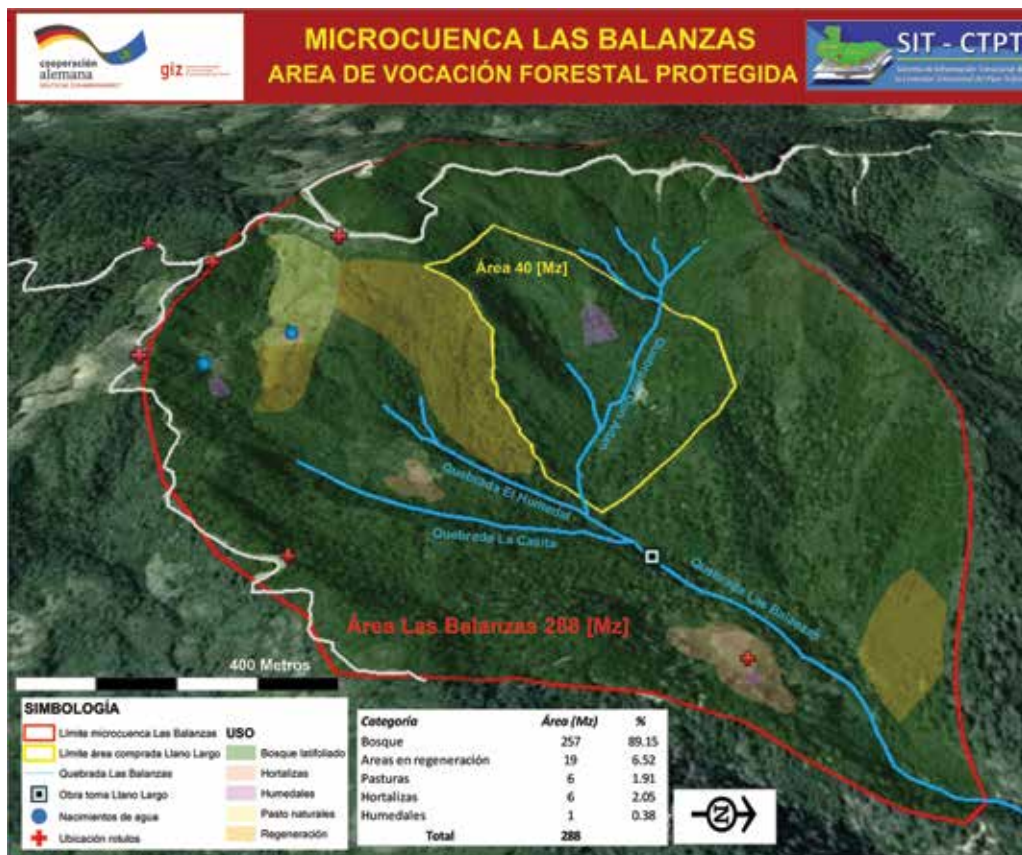 cooperación
alemana
DEUTSCHE ZUSAMMENARBEIT
giz
MICROCUENCA LAS BALANZAS
AREA DE VOCACIÓN FORESTAL PROTEGIDA
SIT - CTPT
Área 40 [Mz]
Quebrada El Humedal
Quebrada La Casita
Quebrada Las Balanzas
Área Las Balanzas 288 [Mz]
400 Metros
SIMBOLOGÍA
Límite microcuenca Las Balanzas
Límite área comprada Llano Largo
Quebrada Las Balanzas
Obra toma Llano Largo
Nacimientos de agua
Ubicación rotulos
USO
Bosque latifoliado
Hortalizas
Humedales
Pasto naturales
Regeneración
Categoría Área (Mz) %
Bosque 257 89.15
Areas en regeneración 19 6.52
Pasturas 6 1.91
Hortalizas 6 2.05
Humedales 1 0.38
Total 288
N